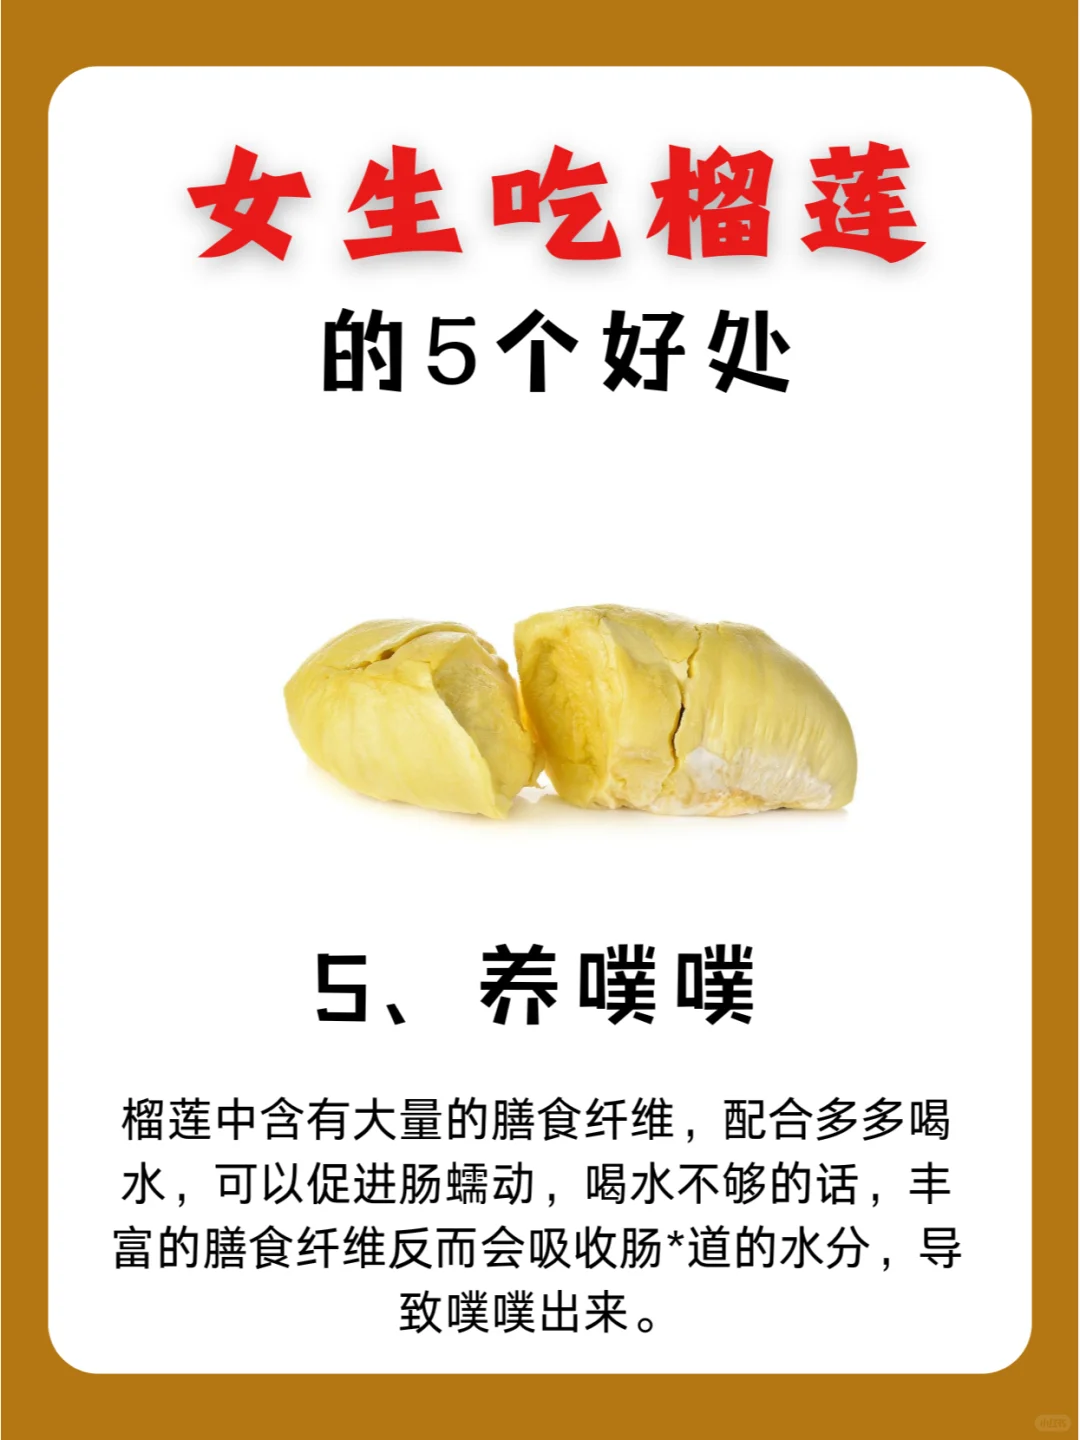 女生吃榴莲
的5个好处
5、养噗噗
榴莲中含有大量的膳食纤维，配合多多喝
水，可以促进肠蠕动，喝水不够的话，丰
富的膳食纤维反而会吸收肠*道的水分，导
致噗噗出来。